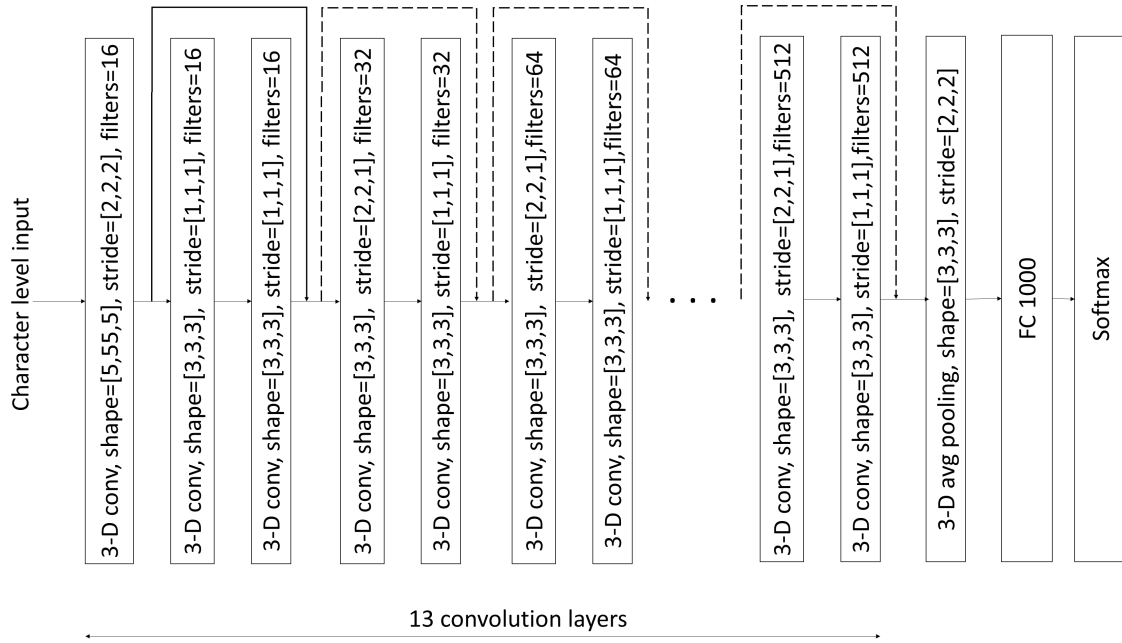 Character level input
3-D conv, shape=[5,55,5], stride=[2,2,2], filters=16
3-D conv, shape=[3,3,3], stride=[1,1,1], filters=16
3-D conv, shape=[3,3,3], stride=[1,1,1], filters=16
3-D conv, shape=[3,3,3], stride=[2,2,1], filters=32
3-D conv, shape=[3,3,3], stride=[1,1,1], filters=32
3-D conv, shape=[3,3,3], stride=[2,2,1],filters=64
3-D conv, shape=[3,3,3], stride=[1,1,1],filters=64
. . .
3-D conv, shape=[3,3,3], stride=[2,2,1],filters=512
3-D conv, shape=[3,3,3], stride=[1,1,1],filters=512
3-D avg pooling, shape=[3,3,3], stride=[2,2,2]
FC 1000
Softmax
13 convolution layers